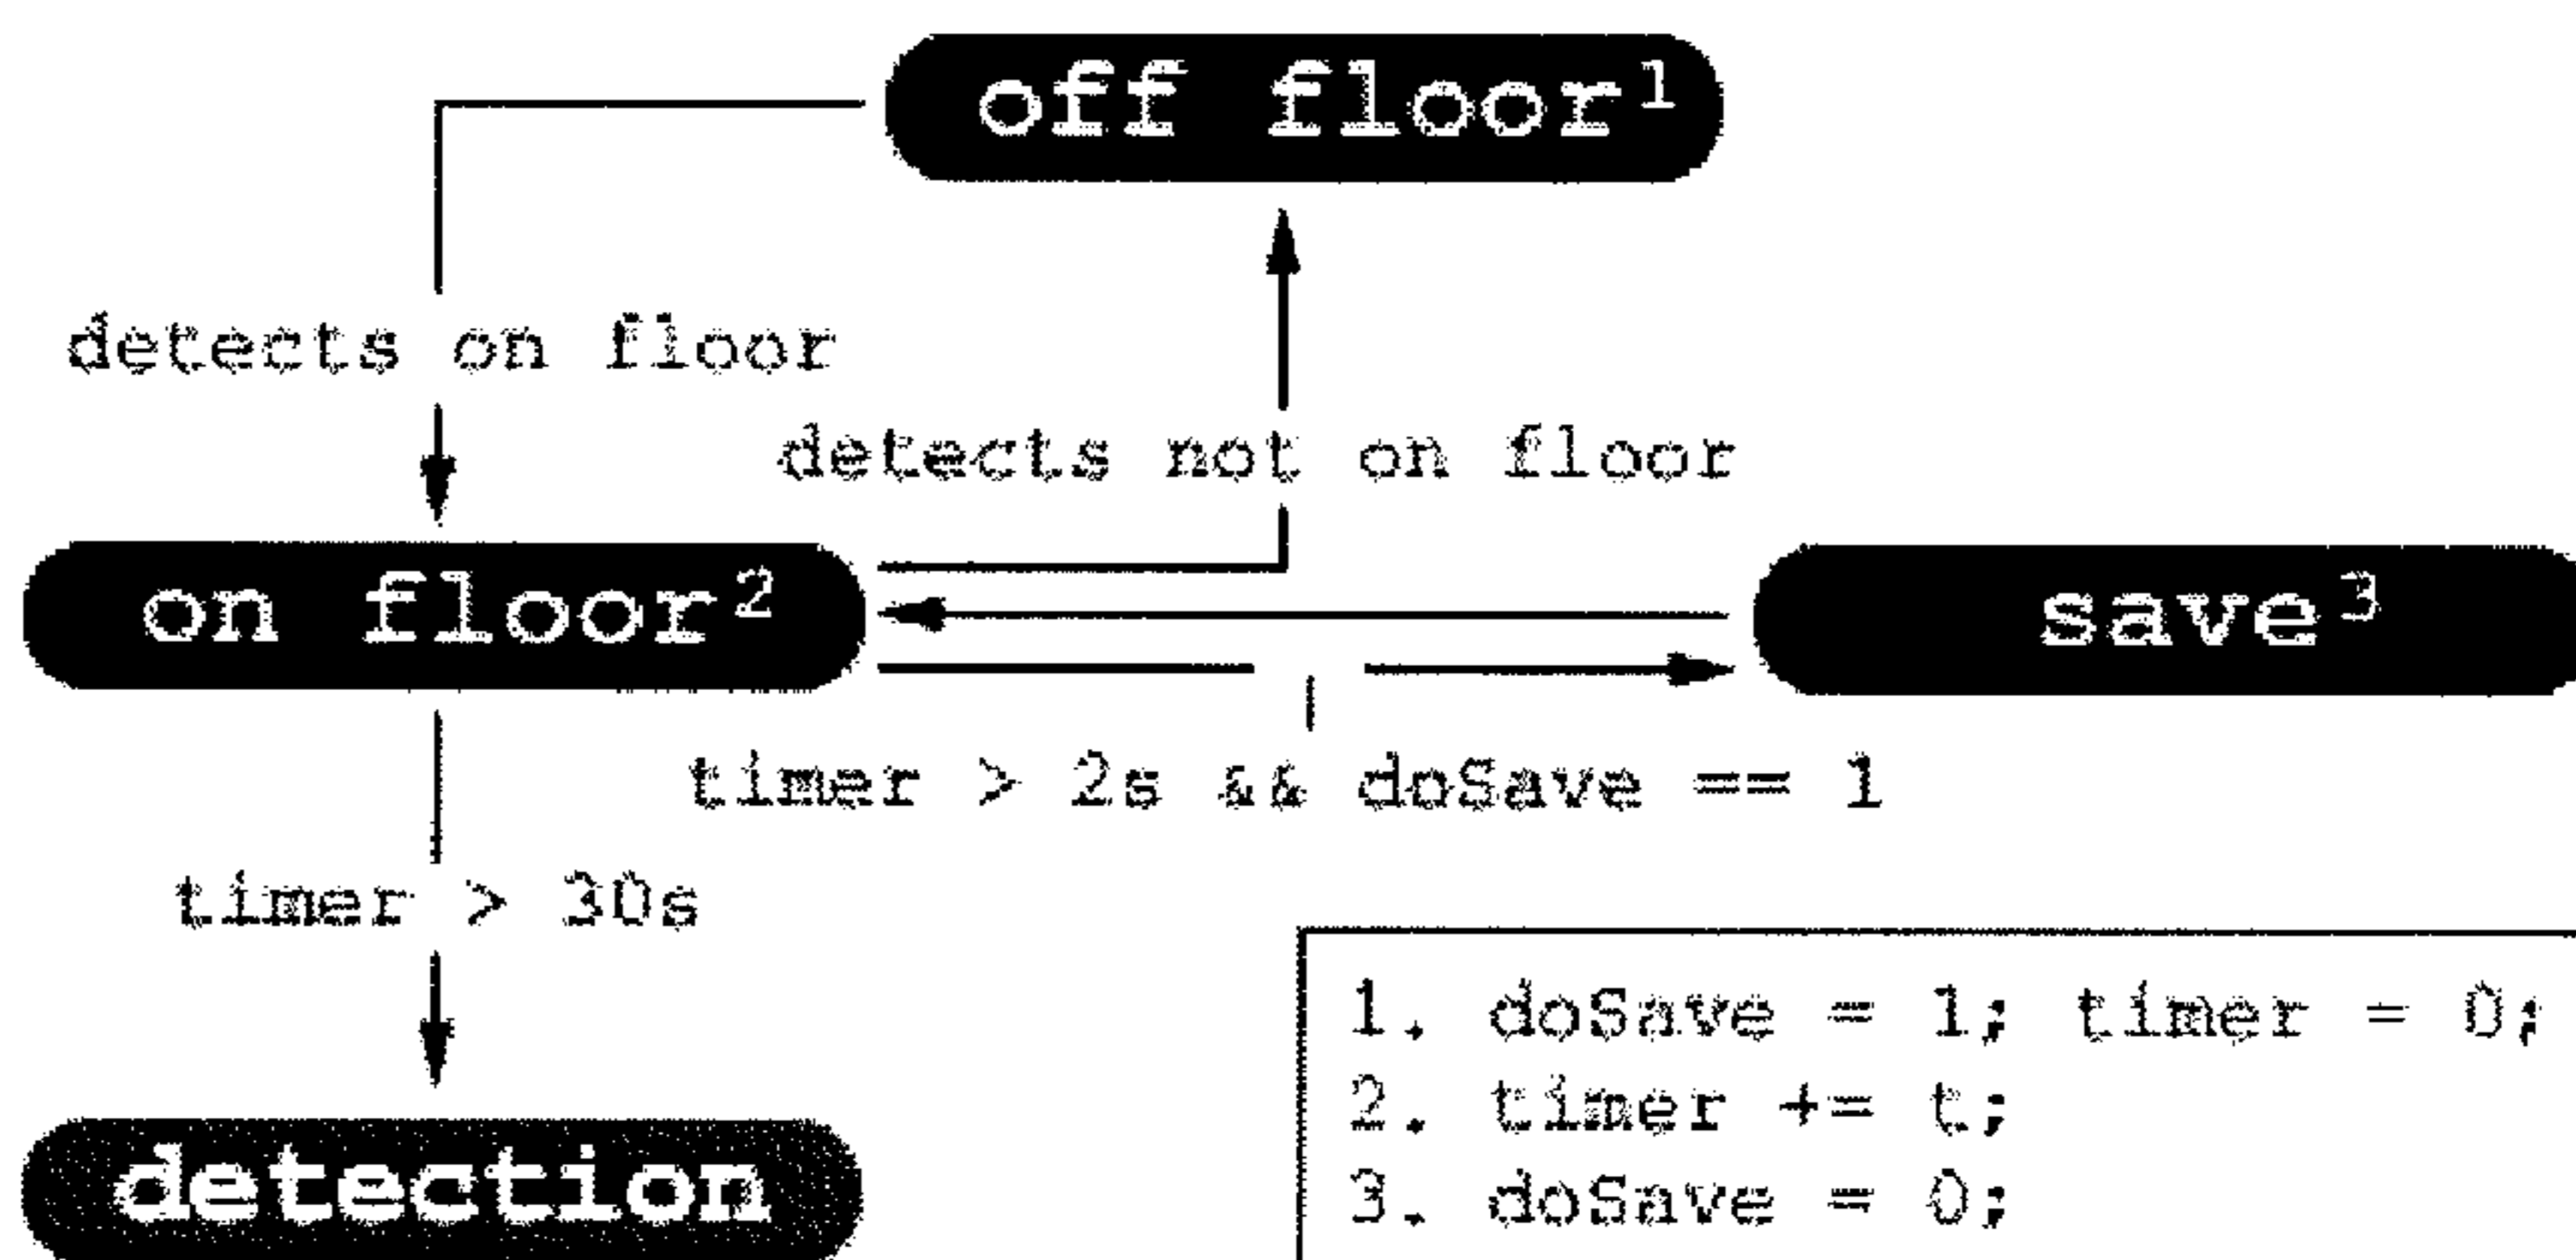 off floor¹
detects on floor
detects not on floor
on floor²
save³
timer > 2s && doSave == 1
timer > 30s
1. doSave = 1; timer = 0;
2. timer += t;
3. doSave = 0;
detection